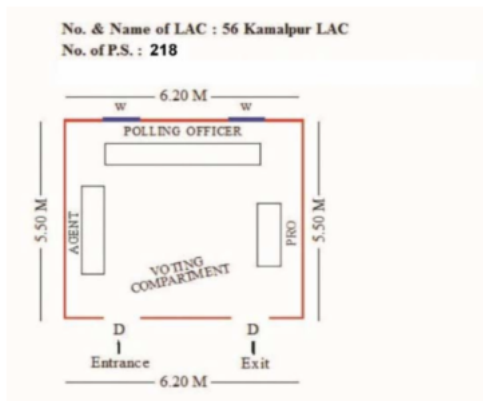 No. & Name of LAC : 56 Kamalpur LAC
No. of P.S. : 218
6.20 M
W W
POLLING OFFICER
5.50 M
AGENT
PRO
5.50 M
VOTING
COMPARTMENT
D D
Entrance Exit
6.20 M